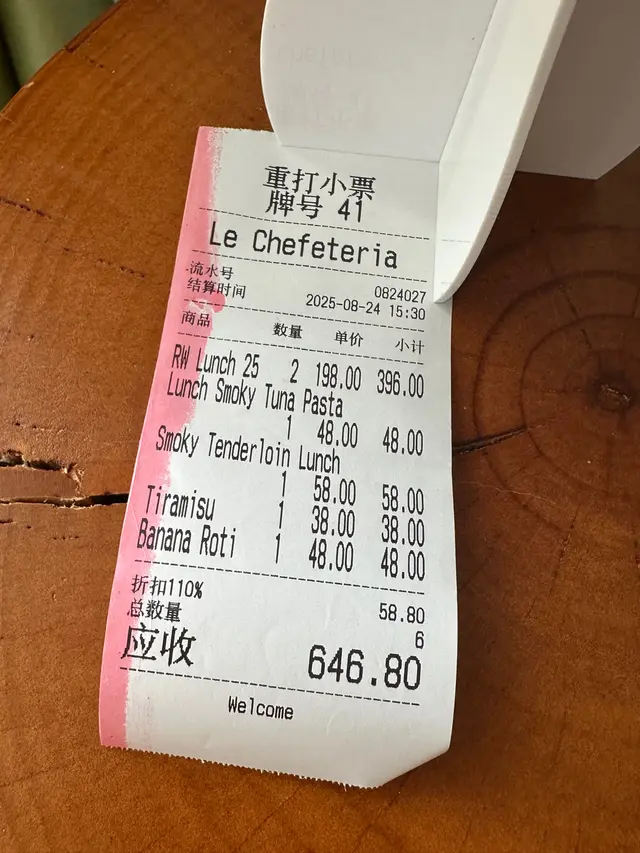 重打小票
牌号 41
Le Chefeteria
流水号 0824027
结算时间 2025-08-24 15:30
商品 数量 单价 小计
RW Lunch 25 2 198.00 396.00
Lunch Smoky Tuna Pasta
1 48.00 48.00
Smoky Tenderloin Lunch
1 58.00 58.00
Tiramisu 1 38.00 38.00
Banana Roti 1 48.00 48.00
折扣110% 58.80
总数量 6
应收 646.80
Welcome